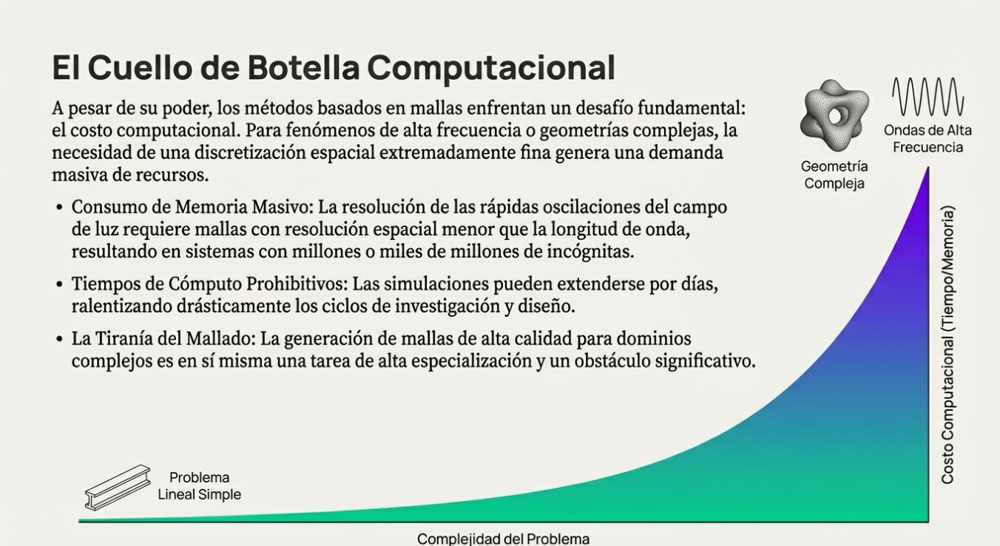 El Cuello de Botella Computacional
A pesar de su poder, los métodos basados en mallas enfrentan un desafío fundamental:
el costo computacional. Para fenómenos de alta frecuencia o geometrías complejas, la
necesidad de una discretización espacial extremadamente fina genera una demanda
masiva de recursos.
• Consumo de Memoria Masivo: La resolución de las rápidas oscilaciones del campo
de luz requiere mallas con resolución espacial menor que la longitud de onda,
resultando en sistemas con millones o miles de millones de incógnitas.
• Tiempos de Cómputo Prohibitivos: Las simulaciones pueden extenderse por días,
ralentizando drásticamente los ciclos de investigación y diseño.
• La Tiranía del Mallado: La generación de mallas de alta calidad para dominios
complejos es en sí misma una tarea de alta especialización y un obstáculo significativo.
Geometría
Compleja
Ondas de Alta
Frecuencia
Costo Computacional (Tiempo/Memoria)
Problema
Lineal Simple
Complejidad del Problema